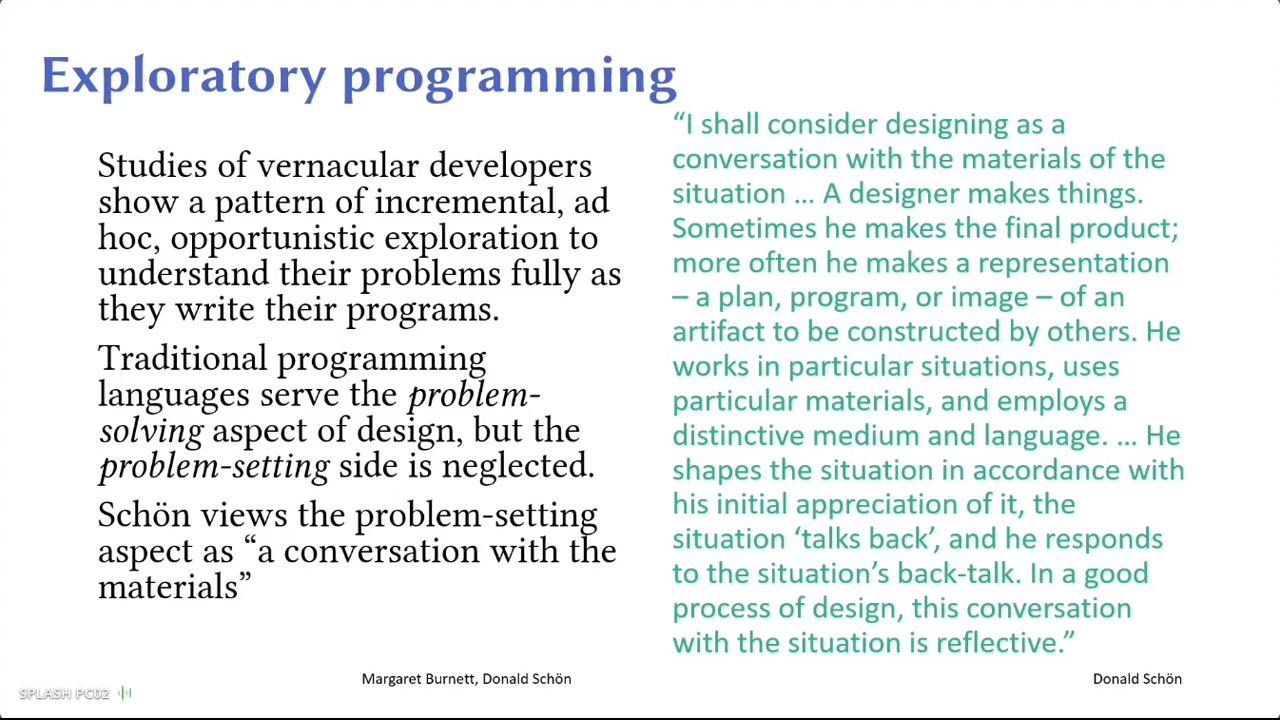 Exploratory programming
Studies of vernacular developers
show a pattern of incremental, ad
hoc, opportunistic exploration to
understand their problems fully as
they write their programs.
Traditional programming
languages serve the problem-
solving aspect of design, but the
problem-setting side is neglected.
Schön views the problem-setting
aspect as “a conversation with the
materials”
“I shall consider designing as a
conversation with the materials of the
situation … A designer makes things.
Sometimes he makes the final product;
more often he makes a representation
– a plan, program, or image – of an
artifact to be constructed by others. He
works in particular situations, uses
particular materials, and employs a
distinctive medium and language. … He
shapes the situation in accordance with
his initial appreciation of it, the
situation ‘talks back’, and he responds
to the situation’s back-talk. In a good
process of design, this conversation
with the situation is reflective.”
Margaret Burnett, Donald Schön
Donald Schön
SPLASH PC02